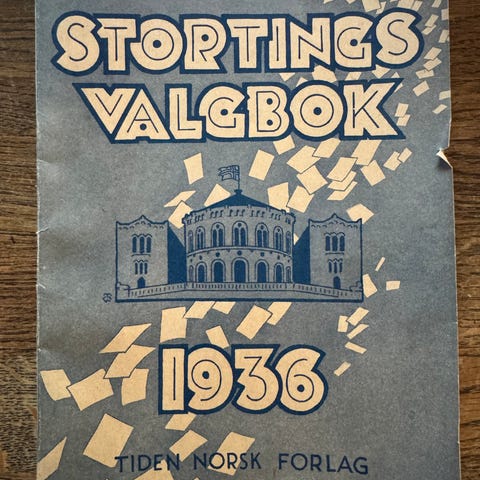 STORTINGS
VALGBOK
1936
TIDEN NORSK FORLAG